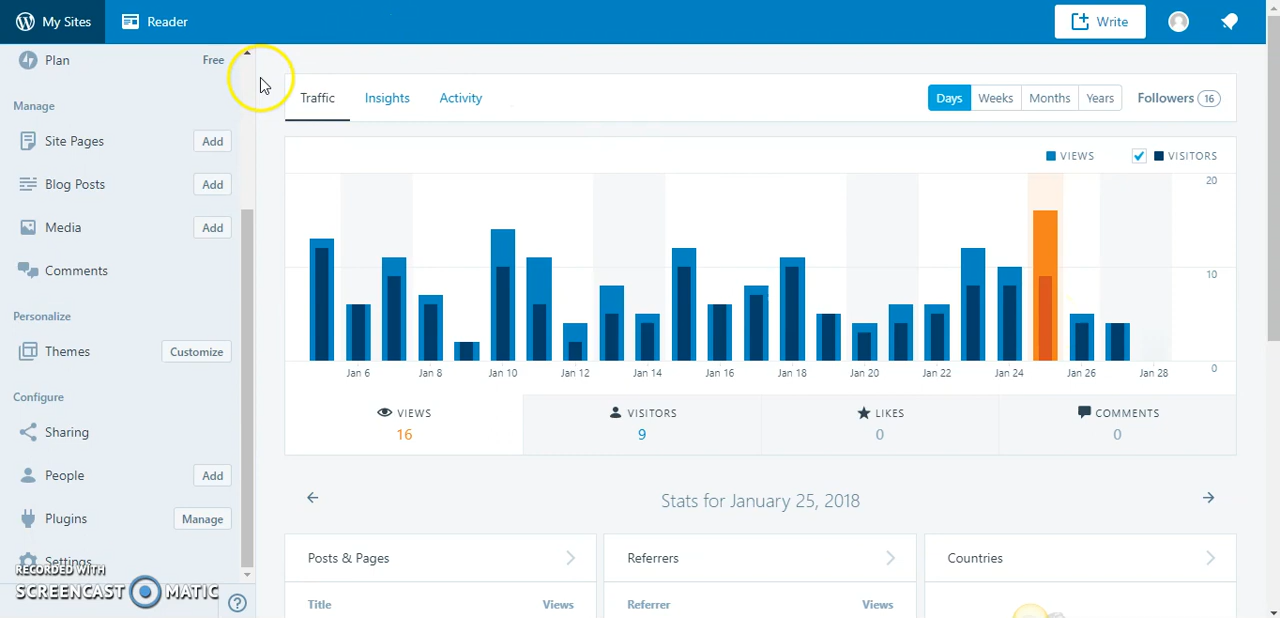 My Sites Reader Write
Plan Free
Manage
Site Pages Add
Blog Posts Add
Media Add
Comments
Personalize
Themes Customize
Configure
Sharing
People Add
Plugins Manage
Settings
RECORDED WITH
SCREENCAST MATIC
Traffic Insights Activity Days Weeks Months Years Followers 16
VIEWS VISITORS
20
10
0
Jan 6 Jan 8 Jan 10 Jan 12 Jan 14 Jan 16 Jan 18 Jan 20 Jan 22 Jan 24 Jan 26 Jan 28
VIEWS VISITORS LIKES COMMENTS
16 9 0 0
Stats for January 25, 2018
Posts & Pages Referrers Countries
Title Views Referrer Views